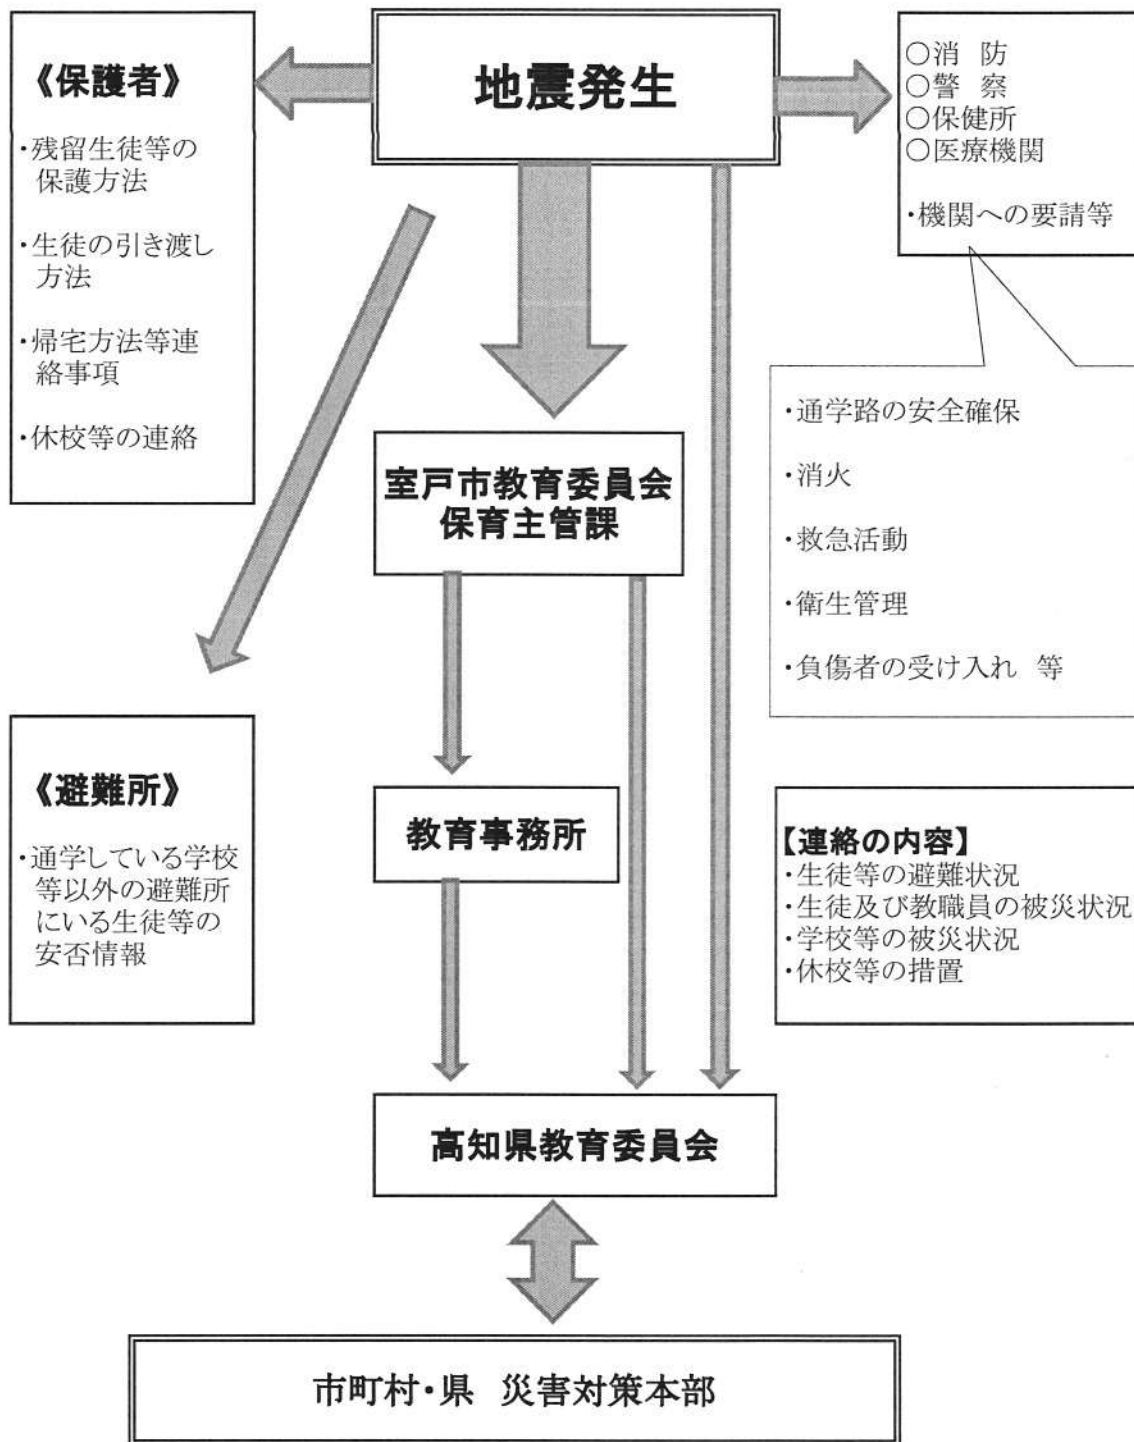 地震発生
《保護者》
・残留生徒等の
保護方法
・生徒の引き渡し
方法
・帰宅方法等連
絡事項
・休校等の連絡
○消 防
○警 察
○保健所
○医療機関
・機関への要請等
・通学路の安全確保
・消火
・救急活動
・衛生管理
・負傷者の受け入れ 等
室戸市教育委員会
保育主管課
《避難所》
・通学している学校
等以外の避難所
にいる生徒等の
安否情報
教育事務所
【連絡の内容】
・生徒等の避難状況
・生徒及び教職員の被災状況
・学校等の被災状況
・休校等の措置
高知県教育委員会
市町村・県 災害対策本部